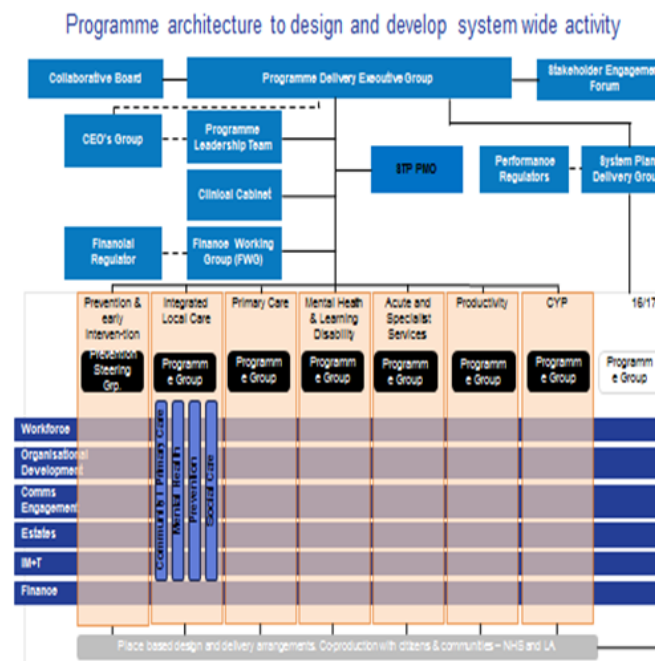 Programme architecture to design and develop system wide activity
Collaborative Board
Programme Delivery Executive Group
Stakeholder Engagemen
Forum
CEO's Group
Programme
Leadership Team
STP PMO
Performance
Regulators
System Plan
Delivery Grou
Clinical Cabinet
Financial
Regulator
Finance Working
Group (FWG)
Prevention &
early
Intervention
Integrated
Local Care
Primary Care
Mental Heath
& Learning
Disability
Acute and
Specialist
Services
Productivity
CYP
16/17
Prevention
Steering
Grp.
Programm
e Group
Programm
e Group
Programm
e Group
Programm
e Group
Programm
e Group
Programm
e Group
Programm
e Group
Community / Primary Care
Mental Health
Prevention
Social Care
Workforce
Organisational
Development
Comms
Engagement
Estates
IM+T
Finance
Place based design and delivery arrangements. Co-production with citizens & communities – NHS and LA